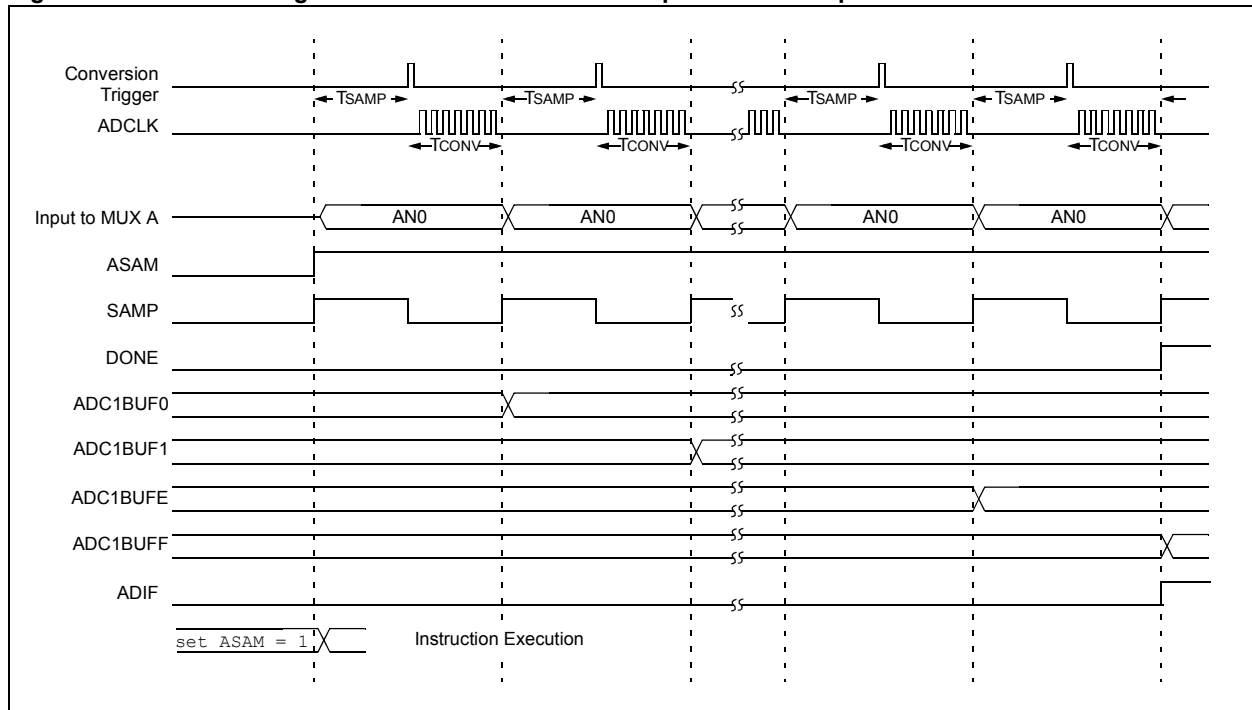 Conversion
Trigger
TSAMP TSAMP TSAMP TSAMP
ADCLK
TCONV TCONV TCONV TCONV
Input to MUX A AN0 AN0 AN0 AN0
ASAM
SAMP
DONE
ADC1BUF0
ADC1BUF1
ADC1BUFE
ADC1BUFF
ADIF
set ASAM = 1 Instruction Execution